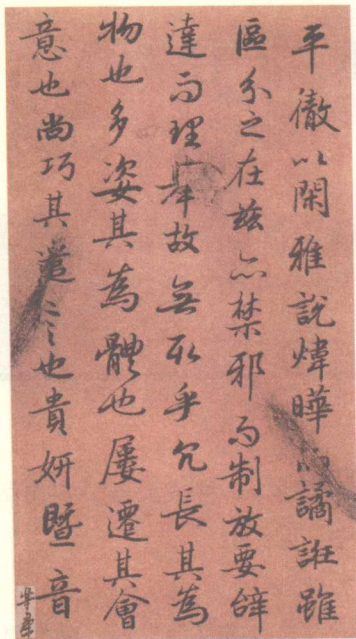 平徹以閑雅說煒曄而譎誑雖
區分之在茲亦禁邪而制放要辭
達而理舉故無取乎冗長其為
物也多姿其為體也屢遷其會
意也尚巧其遣言也貴妍暨音